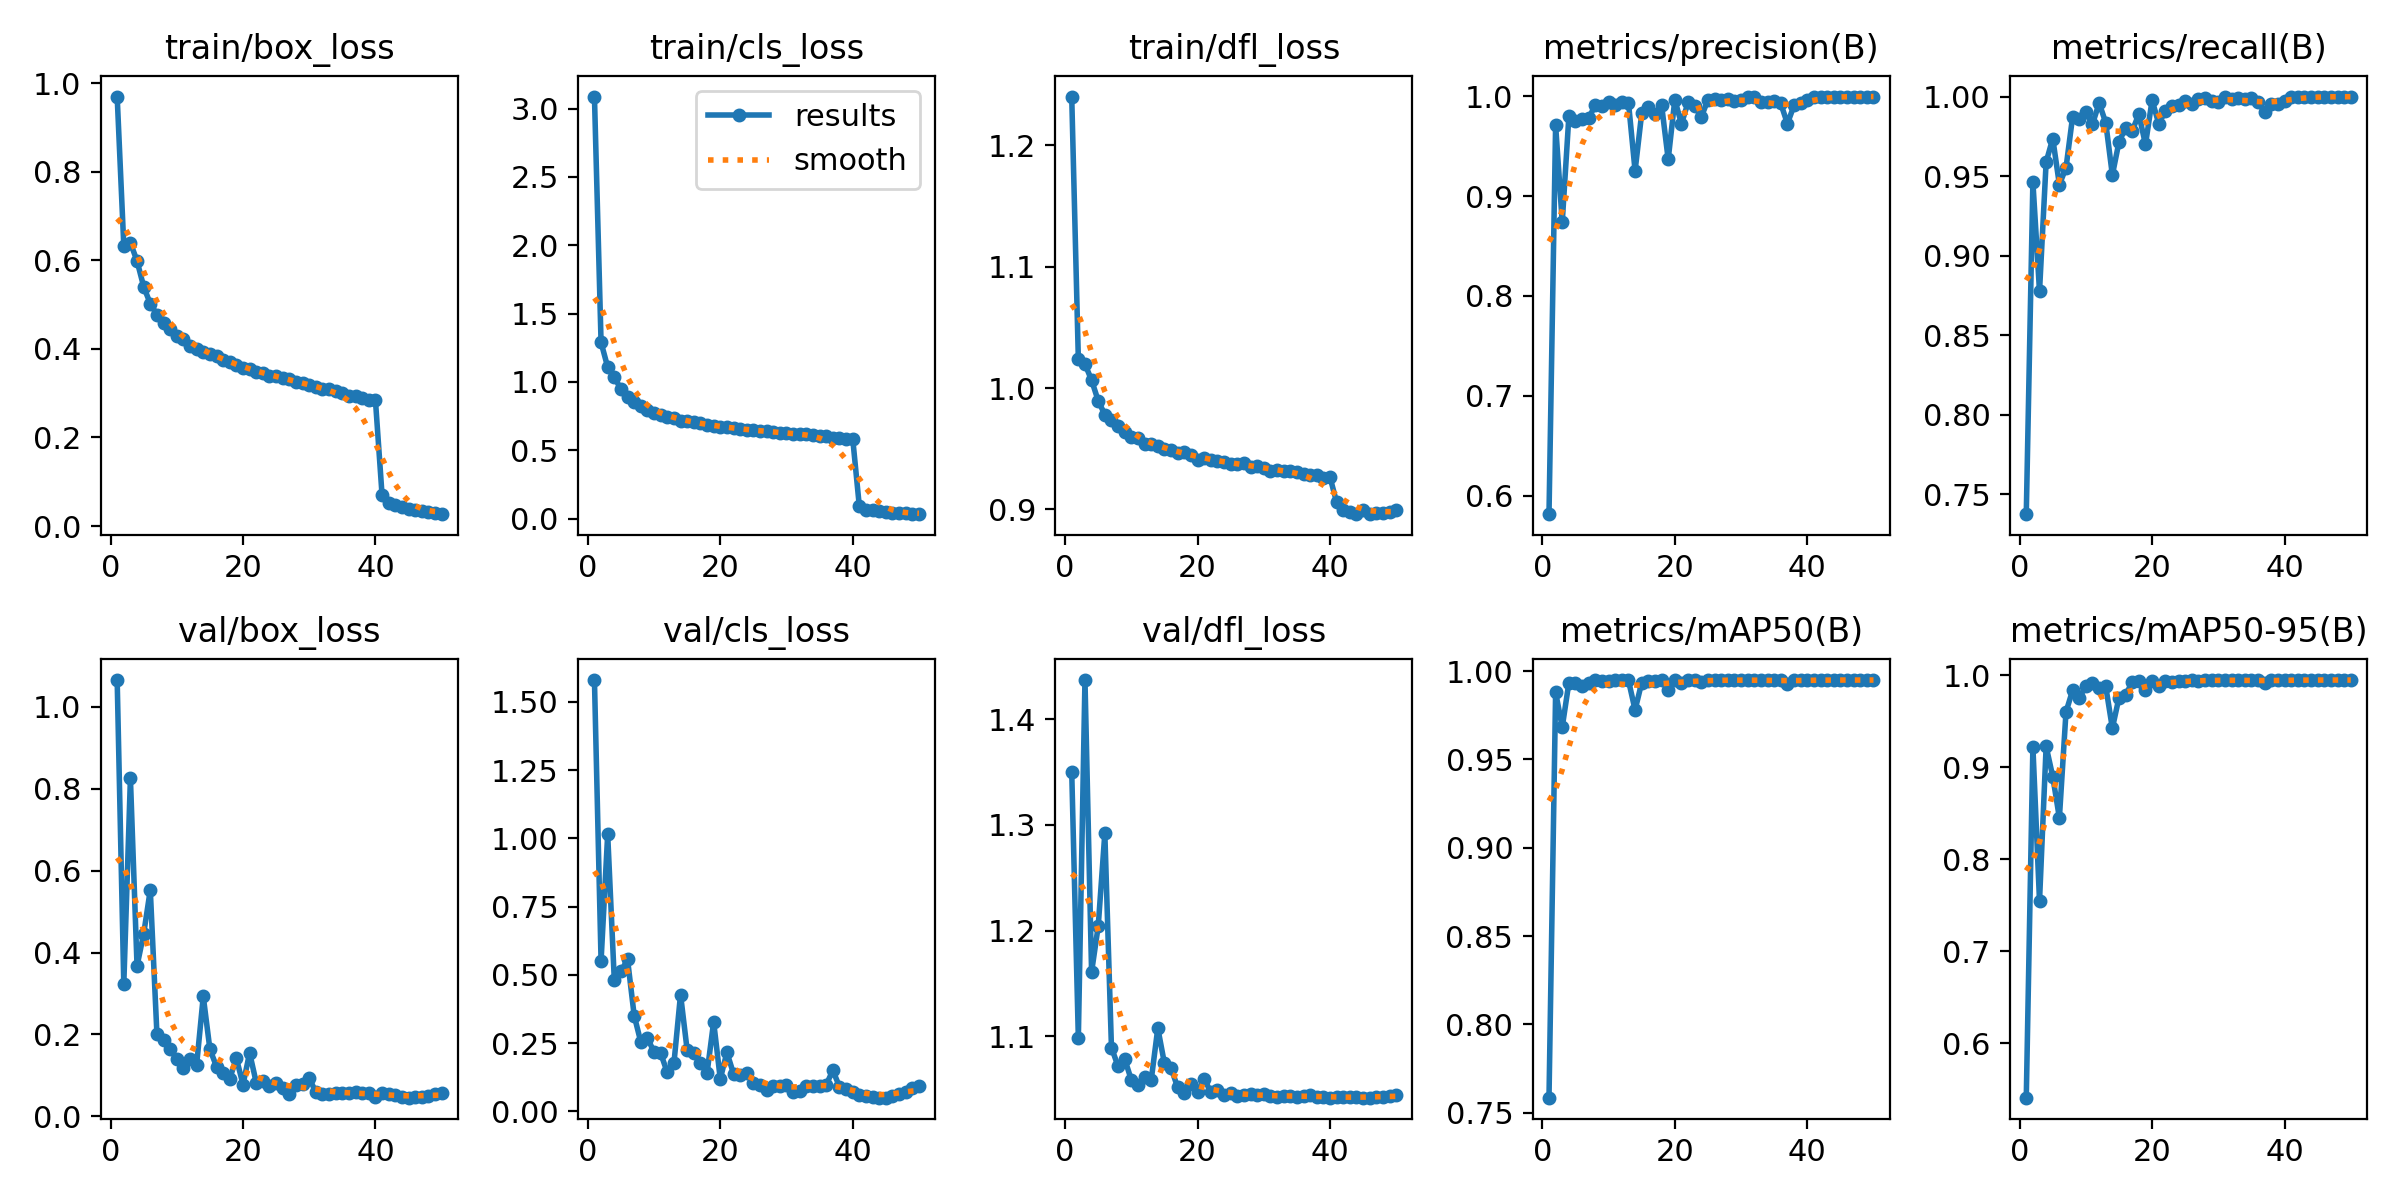 train/box_loss
1.0
0.8
0.6
0.4
0.2
0.0
0 20 40
train/cls_loss
results
smooth
3.0
2.5
2.0
1.5
1.0
0.5
0.0
0 20 40
train/dfl_loss
1.2
1.1
1.0
0.9
0 20 40
metrics/precision(B)
1.0
0.9
0.8
0.7
0.6
0 20 40
metrics/recall(B)
1.00
0.95
0.90
0.85
0.80
0.75
0 20 40
val/box_loss
1.0
0.8
0.6
0.4
0.2
0.0
0 20 40
val/cls_loss
1.50
1.25
1.00
0.75
0.50
0.25
0.00
0 20 40
val/dfl_loss
1.4
1.3
1.2
1.1
0 20 40
metrics/mAP50(B)
1.00
0.95
0.90
0.85
0.80
0.75
0 20 40
metrics/mAP50-95(B)
1.0
0.9
0.8
0.7
0.6
0 20 40